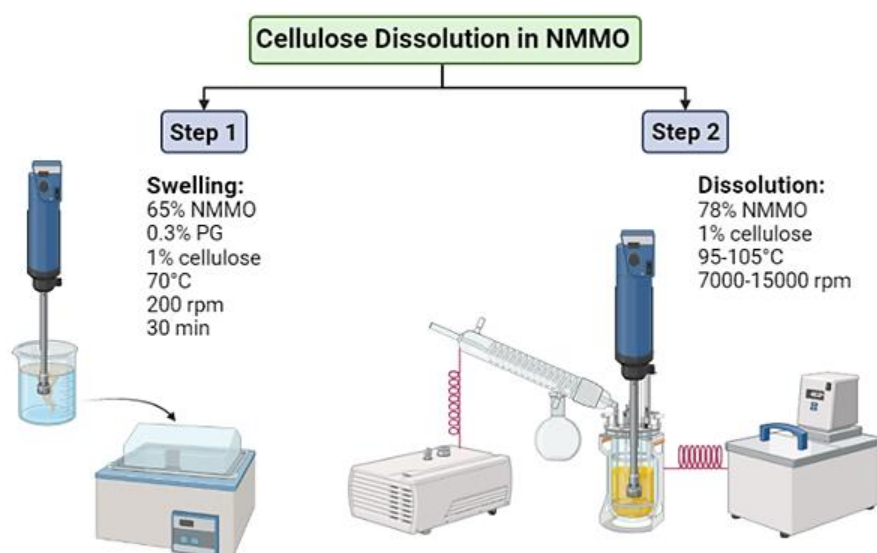 Cellulose Dissolution in NMMO
Step 1
Step 2
Swelling:
65% NMMO
0.3% PG
1% cellulose
70°C
200 rpm
30 min
Dissolution:
78% NMMO
1% cellulose
95-105°C
7000-15000 rpm